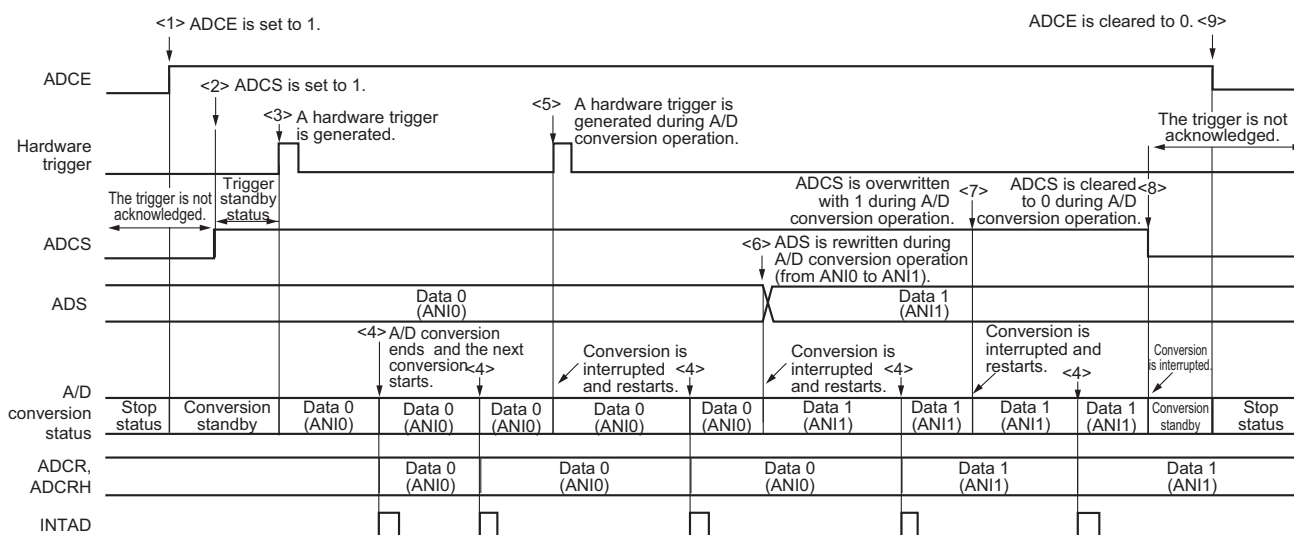 <1> ADCE is set to 1.
ADCE is cleared to 0. <9>
ADCE
<2> ADCS is set to 1.
<3> A hardware trigger
is generated.
<5> A hardware trigger is
generated during A/D
conversion operation.
The trigger is not
acknowledged.
Hardware
trigger
The trigger is not
acknowledged.
Trigger
standby
status
ADCS is overwritten
with 1 during A/D
conversion operation.
<7>
ADCS is cleared
to 0 during A/D
conversion operation.
<8>
ADCS
<6> ADS is rewritten during
A/D conversion operation
(from ANI0 to ANI1).
ADS
Data 0
(ANI0)
Data 1
(ANI1)
<4> A/D conversion
ends and the next
conversion
starts.
<4>
Conversion is
interrupted
and restarts.
<4>
Conversion is
interrupted
and restarts.
<4>
Conversion is
interrupted and
restarts.
<4>
Conversion
is interrupted.
A/D
conversion
status
Stop
status
Conversion
standby
Data 0
(ANI0)
Data 0
(ANI0)
Data 0
(ANI0)
Data 0
(ANI0)
Data 0
(ANI0)
Data 1
(ANI1)
Data 1
(ANI1)
Data 1
(ANI1)
Data 1
(ANI1)
Conversion
standby
Stop
status
ADCR,
ADCRH
Data 0
(ANI0)
Data 0
(ANI0)
Data 0
(ANI0)
Data 1
(ANI1)
Data 1
(ANI1)
INTAD